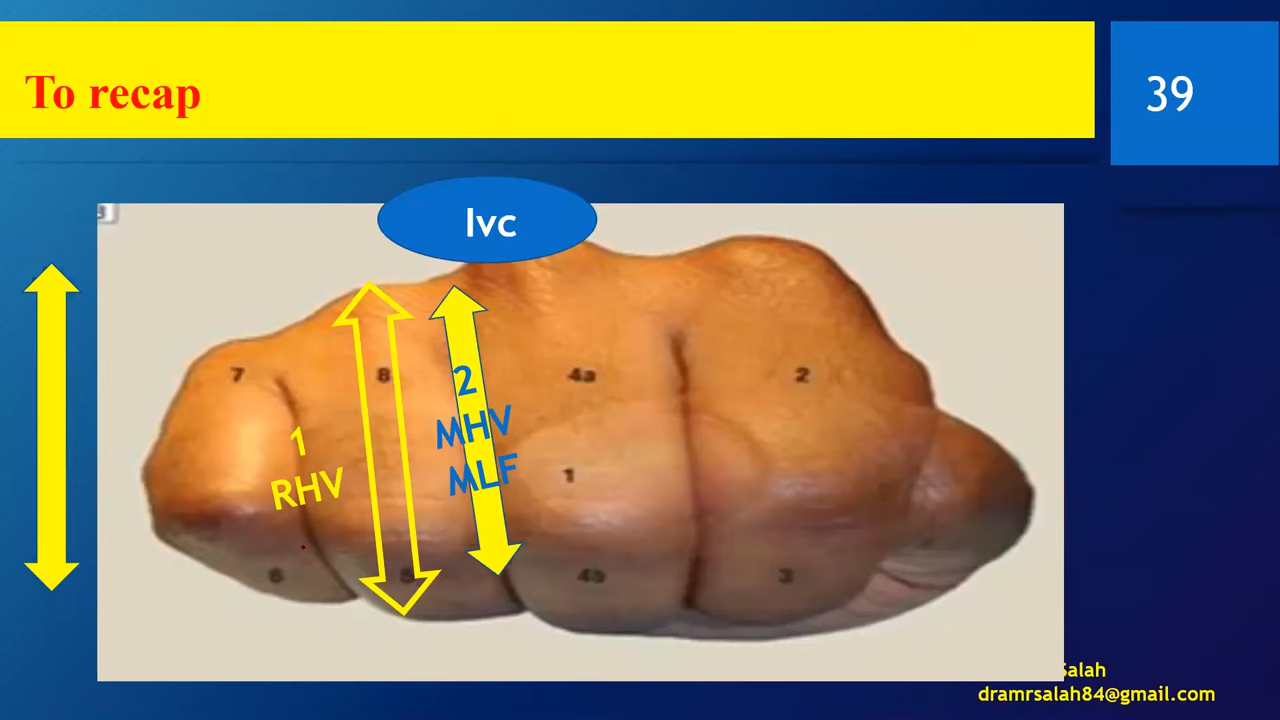 To recap
39
Ivc
7
8
4a
2
2
MHV
MLF
1
RHV
1
6
5
4b
3
Salah
dramrsalah84@gmail.com